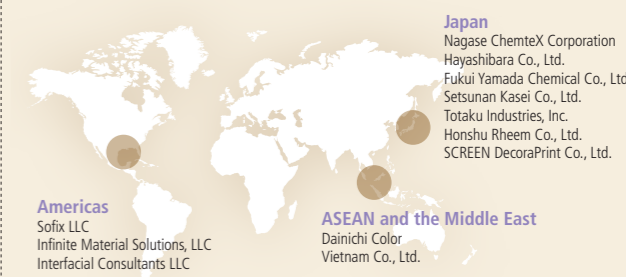 Japan
Nagase ChemteX Corporation
Hayashibara Co., Ltd.
Fukui Yamada Chemical Co., Ltd
Setsunan Kasei Co., Ltd.
Totaku Industries, Inc.
Honshu Rheem Co., Ltd.
SCREEN DecoraPrint Co., Ltd.
Americas
Sofix LLC
Infinite Material Solutions, LLC
Interfacial Consultants LLC
ASEAN and the Middle East
Dainichi Color
Vietnam Co., Ltd.